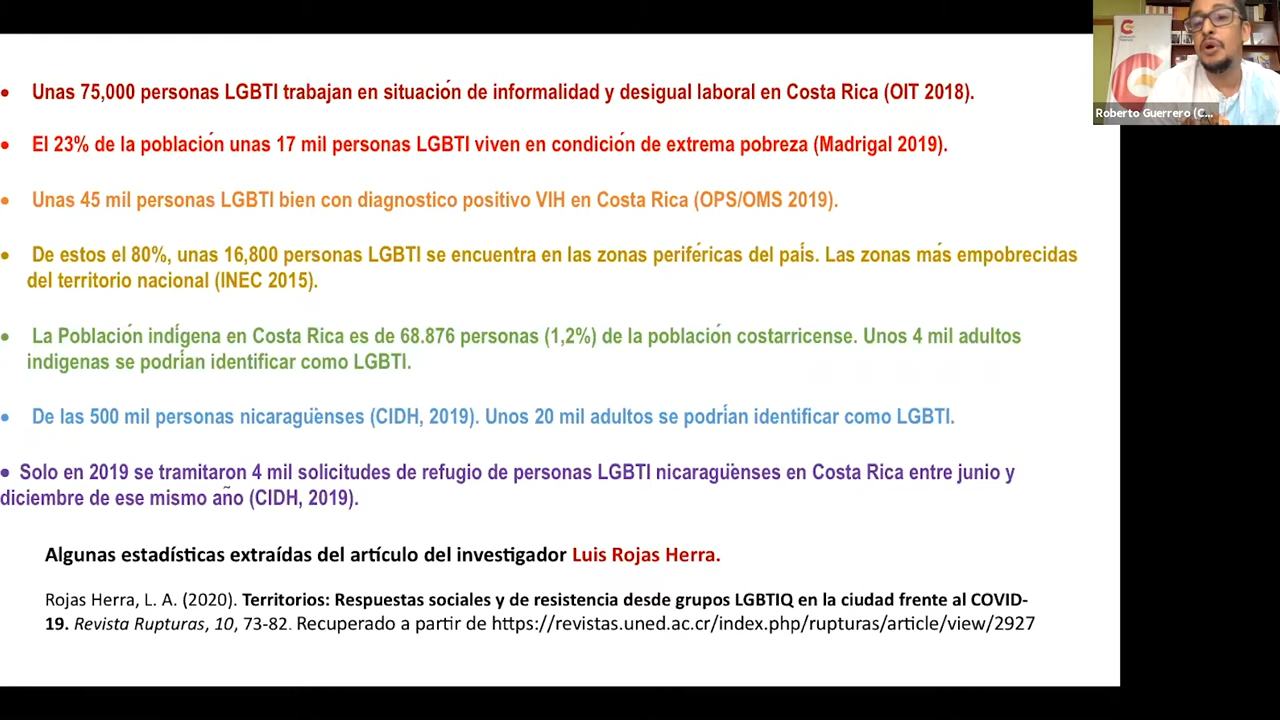 • Unas 75,000 personas LGBTI trabajan en situación de informalidad y desigual laboral en Costa Rica (OIT 2018).
• El 23% de la población unas 17 mil personas LGBTI viven en condición de extrema pobreza (Madrigal 2019).
• Unas 45 mil personas LGBTI bien con diagnostico positivo VIH en Costa Rica (OPS/OMS 2019).
• De estos el 80%, unas 16,800 personas LGBTI se encuentra en las zonas periféricas del país. Las zonas más empobrecidas
del territorio nacional (INEC 2015).
• La Población indígena en Costa Rica es de 68.876 personas (1,2%) de la población costarricense. Unos 4 mil adultos
indigenas se podrían identificar como LGBTI.
• De las 500 mil personas nicaragüenses (CIDH, 2019). Unos 20 mil adultos se podrían identificar como LGBTI.
• Solo en 2019 se tramitaron 4 mil solicitudes de refugio de personas LGBTI nicaragüenses en Costa Rica entre junio y
diciembre de ese mismo año (CIDH, 2019).
Algunas estadísticas extraídas del artículo del investigador Luis Rojas Herra.
Rojas Herra, L. A. (2020). Territorios: Respuestas sociales y de resistencia desde grupos LGBTIQ en la ciudad frente al COVID-
19. Revista Rupturas, 10, 73-82. Recuperado a partir de https://revistas.uned.ac.cr/index.php/rupturas/article/view/2927
Roberto Guerrero (C...